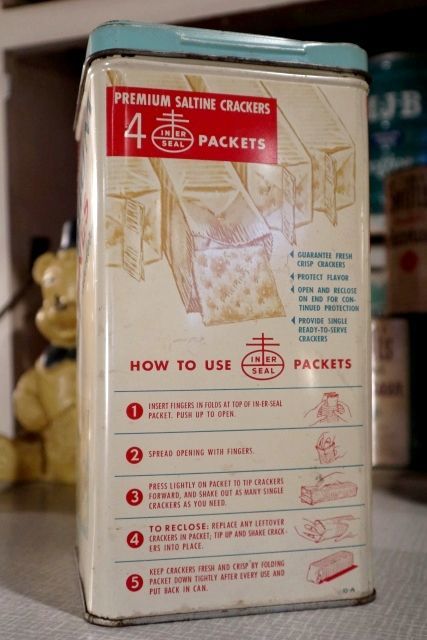 PREMIUM SALTINE CRACKERS
4 IN ER SEAL PACKETS
GUARANTEE FRESH
CRISP CRACKERS
PROTECT FLAVOR
OPEN AND RECLOSE
ON END FOR CON-
TINUED PROTECTION
PROVIDE SINGLE
READY-TO-SERVE
CRACKERS
HOW TO USE IN ER SEAL PACKETS
1 INSERT FINGERS IN FOLDS AT TOP OF IN-ER-SEAL
PACKET. PUSH UP TO OPEN.
2 SPREAD OPENING WITH FINGERS.
3 PRESS LIGHTLY ON PACKET TO TIP CRACKERS
FORWARD, AND SHAKE OUT AS MANY SINGLE
CRACKERS AS YOU NEED.
4 TO RECLOSE: REPLACE ANY LEFTOVER
CRACKERS IN PACKET; TIP UP AND SHAKE CRACK-
ERS INTO PLACE.
5 KEEP CRACKERS FRESH AND CRISP BY FOLDING
PACKET DOWN TIGHTLY AFTER EVERY USE AND
PUT BACK IN CAN.